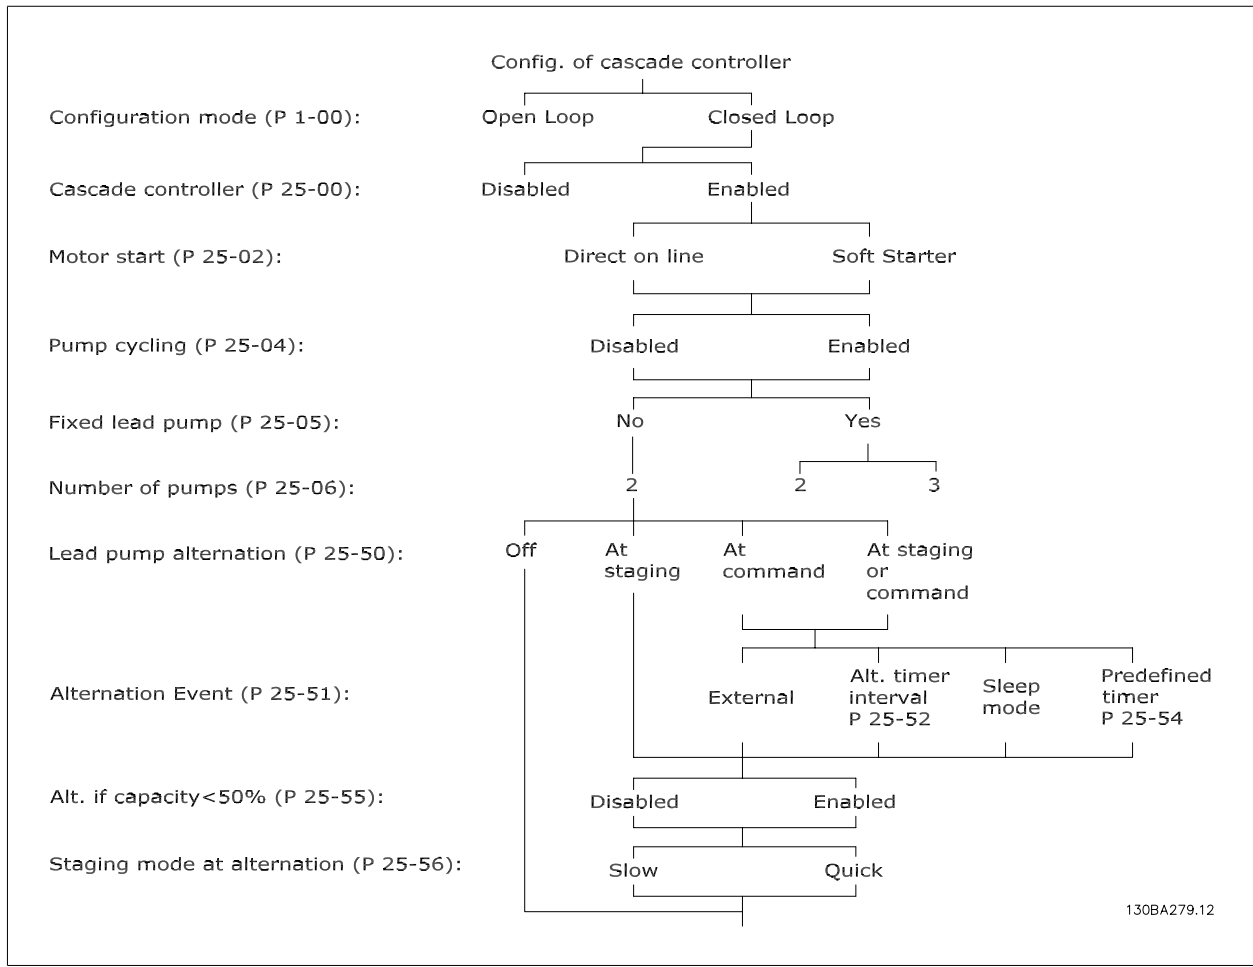 Config. of cascade controller
Configuration mode (P 1-00): Open Loop Closed Loop
Cascade controller (P 25-00): Disabled Enabled
Motor start (P 25-02): Direct on line Soft Starter
Pump cycling (P 25-04): Disabled Enabled
Fixed lead pump (P 25-05): No Yes
Number of pumps (P 25-06): 2 2 3
Lead pump alternation (P 25-50): Off At staging At command At staging or command
Alternation Event (P 25-51): External Alt. timer interval P 25-52 Sleep mode Predefined timer P 25-54
Alt. if capacity<50% (P 25-55): Disabled Enabled
Staging mode at alternation (P 25-56): Slow Quick
130BA279.12